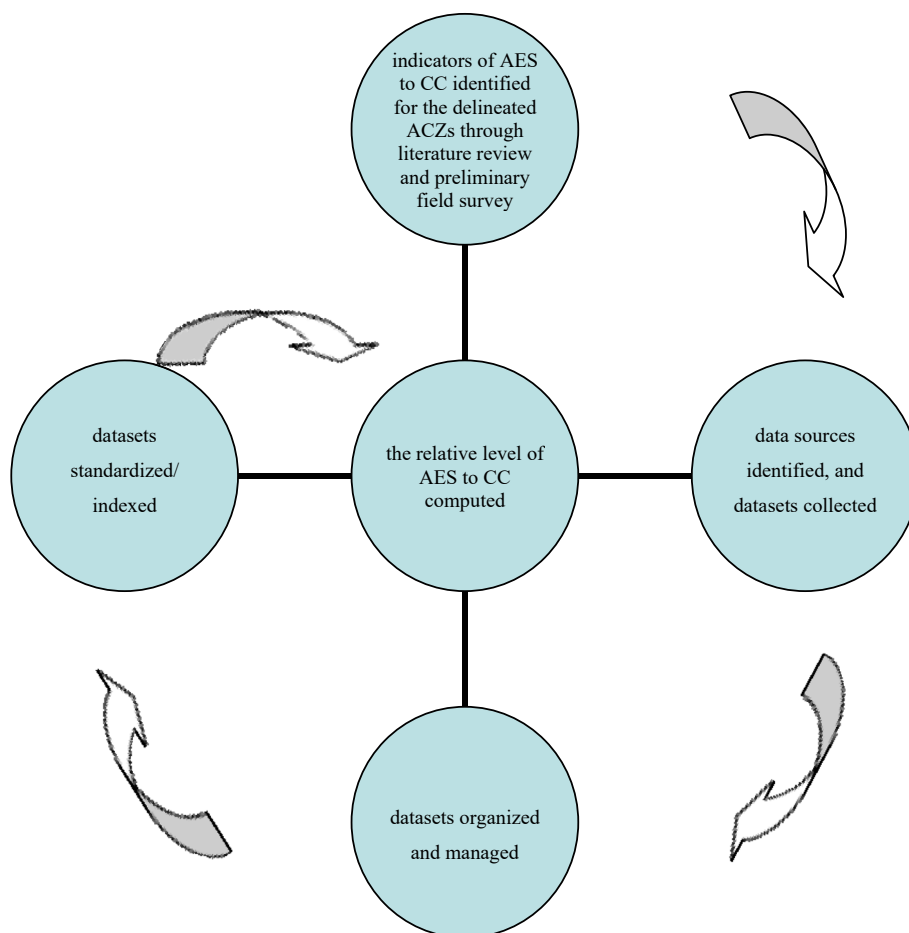 indicators of AES
to CC identified
for the delineated
ACZs through
literature review
and preliminary
field survey
datasets
standardized/
indexed
the relative level of
AES to CC
computed
data sources
identified, and
datasets collected
datasets organized
and managed